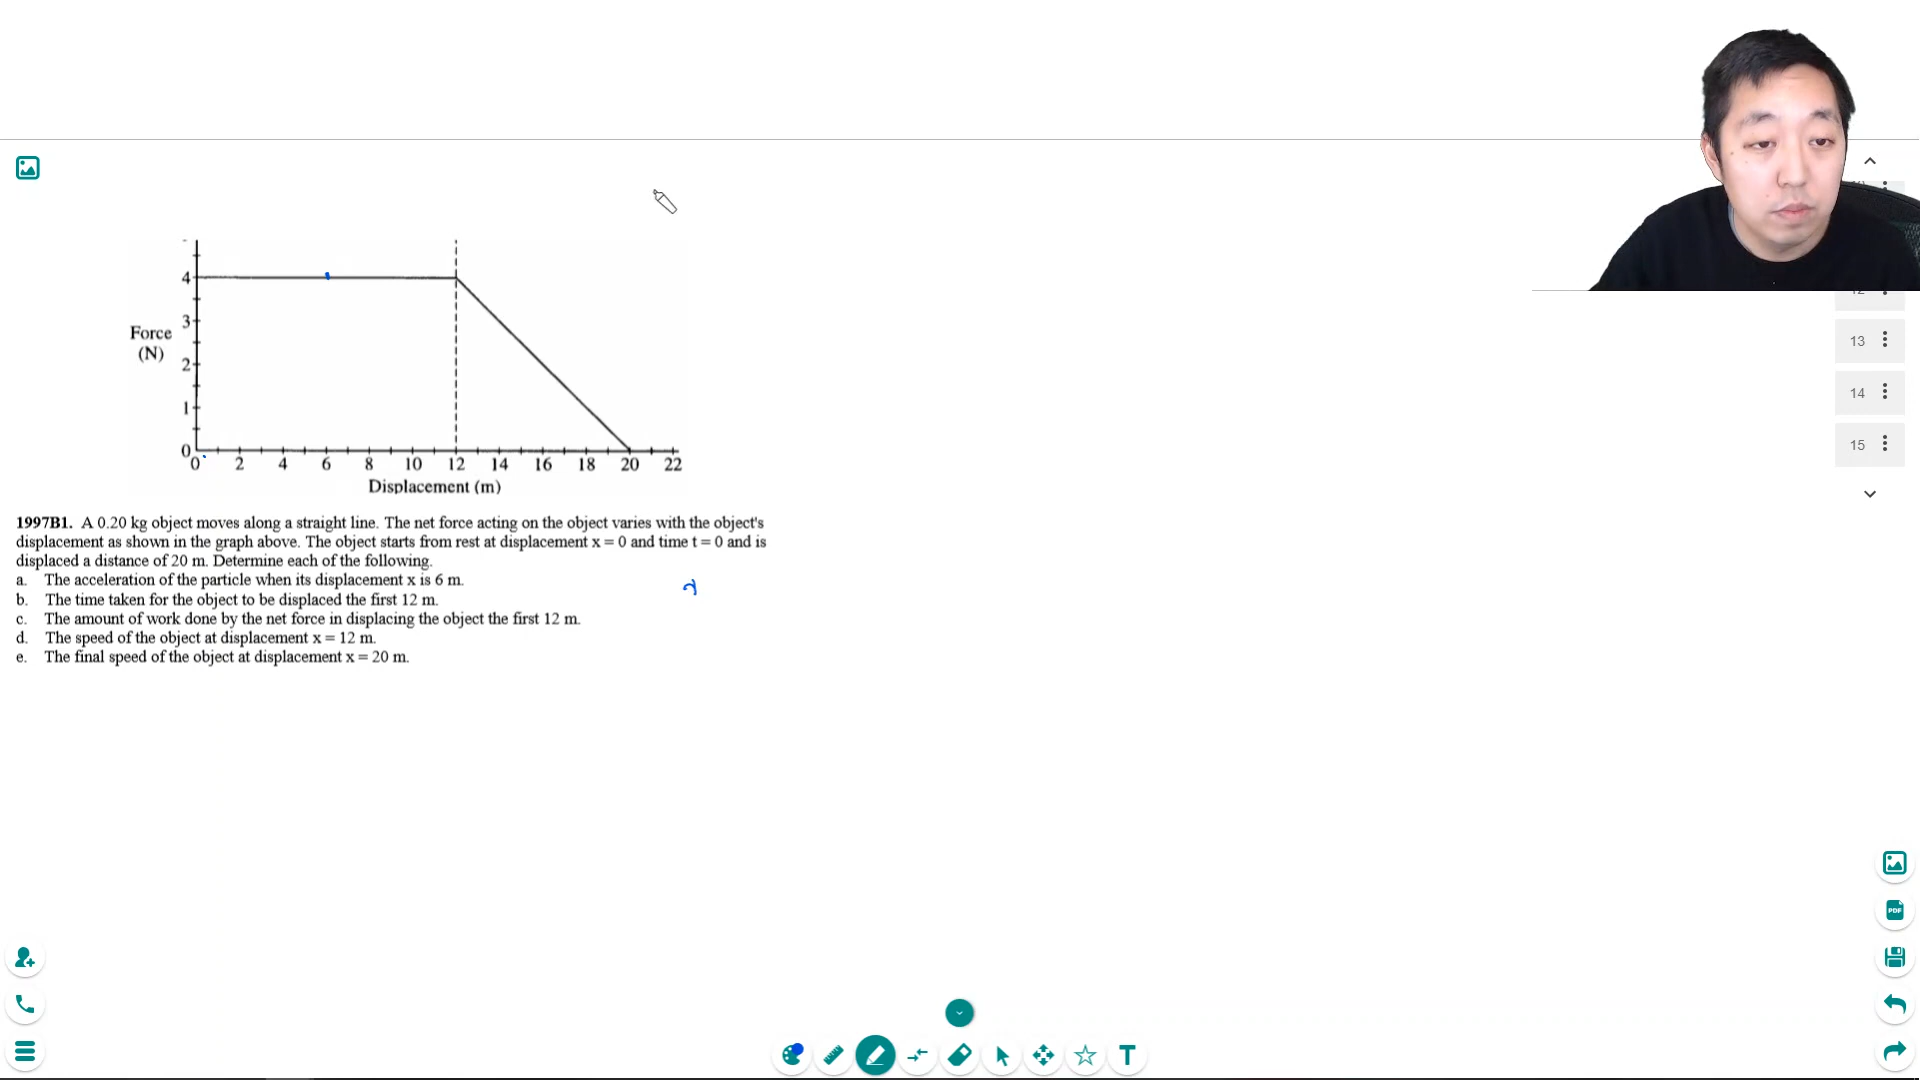 4
3
Force
(N)
2
1
0
0 2 4 6 8 10 12 14 16 18 20 22
Displacement (m)
1997B1. A 0.20 kg object moves along a straight line. The net force acting on the object varies with the object's
displacement as shown in the graph above. The object starts from rest at displacement x = 0 and time t = 0 and is
displaced a distance of 20 m. Determine each of the following.
a. The acceleration of the particle when its displacement x is 6 m.
b. The time taken for the object to be displaced the first 12 m.
c. The amount of work done by the net force in displacing the object the first 12 m.
d. The speed of the object at displacement x = 12 m.
e. The final speed of the object at displacement x = 20 m.
13
14
15
PDF
T